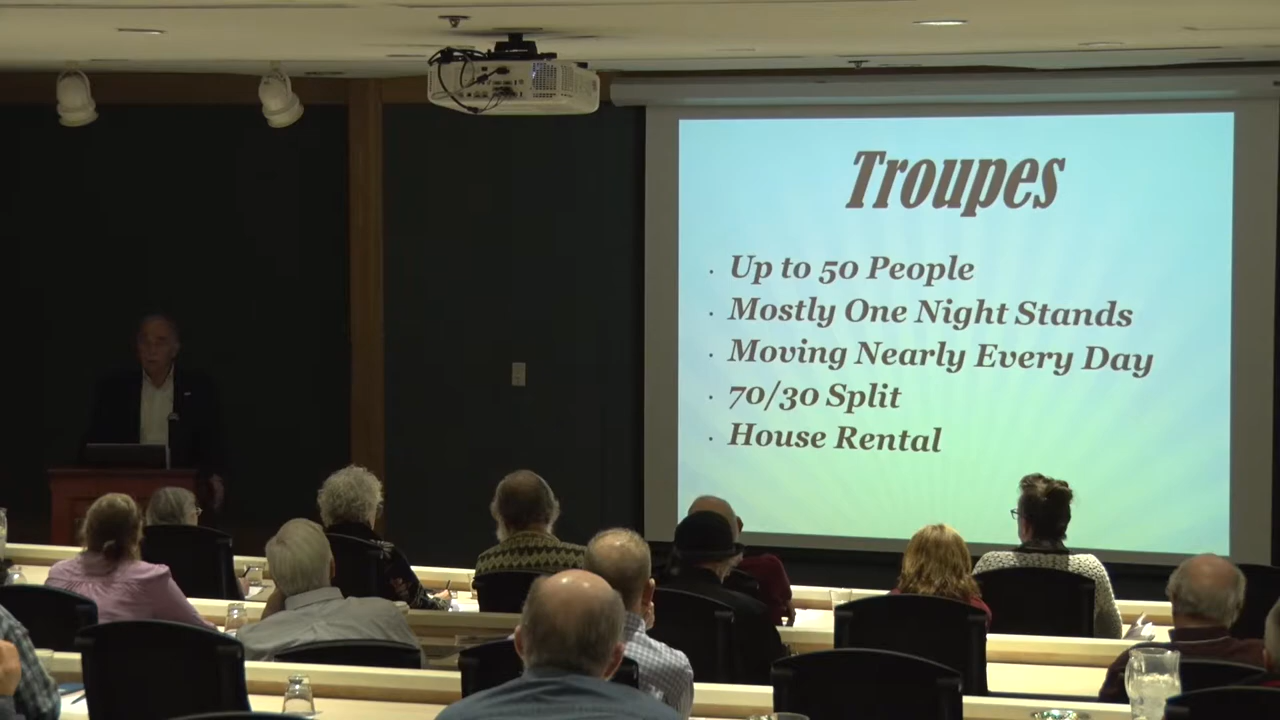 Troupes
· Up to 50 People
· Mostly One Night Stands
· Moving Nearly Every Day
· 70/30 Split
· House Rental